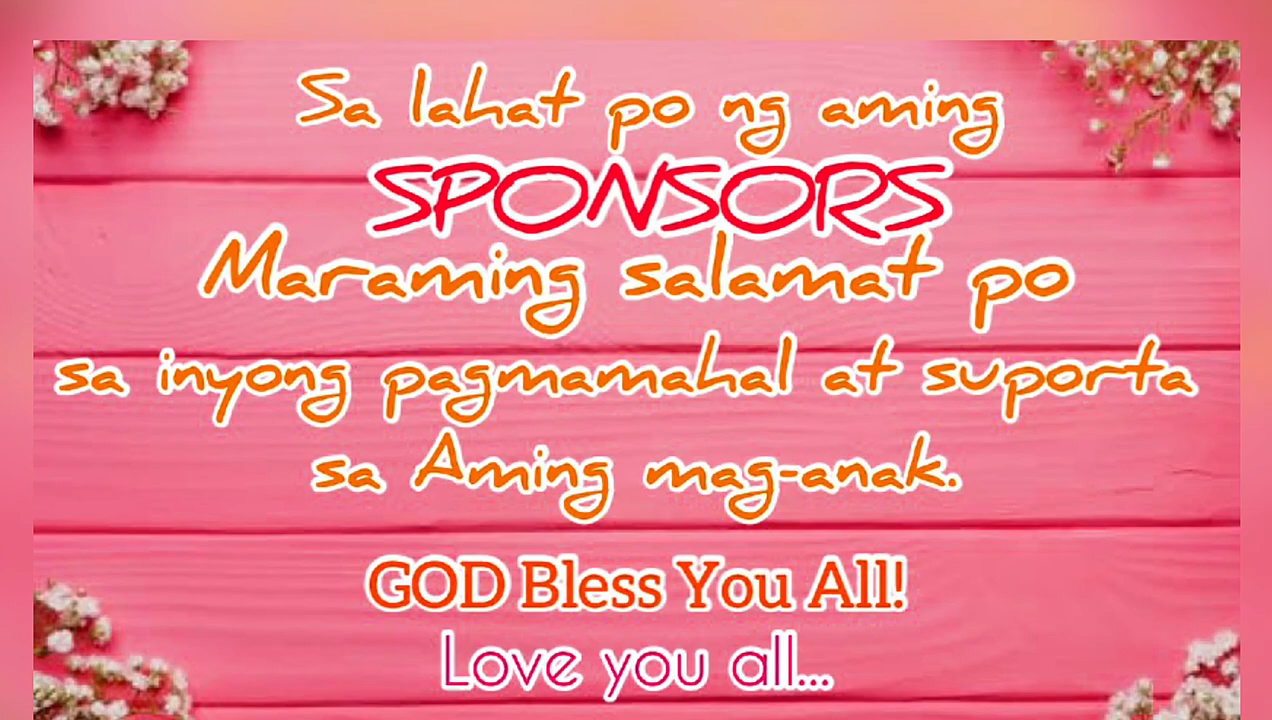 Sa lahat po ng aming
SPONSORS
Maraming salamat po
sa inyong pagmamahal at suporta
sa Aming mag-anak.
GOD Bless You All!
Love you all...